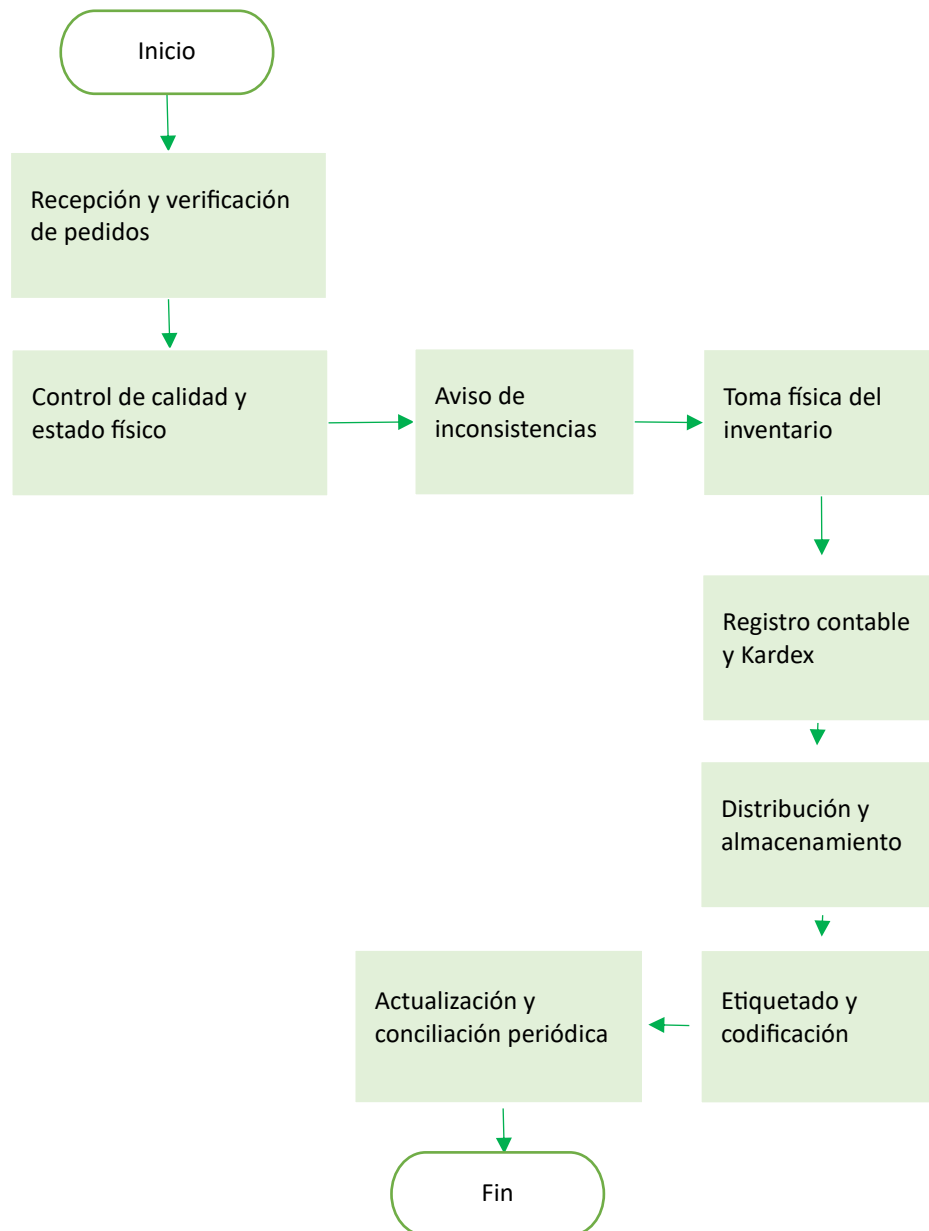 Inicio
Recepción y verificación
de pedidos
Control de calidad y
estado físico
Aviso de
inconsistencias
Toma física del
inventario
Registro contable
y Kardex
Distribución y
almacenamiento
Etiquetado y
codificación
Actualización y
conciliación periódica
Fin